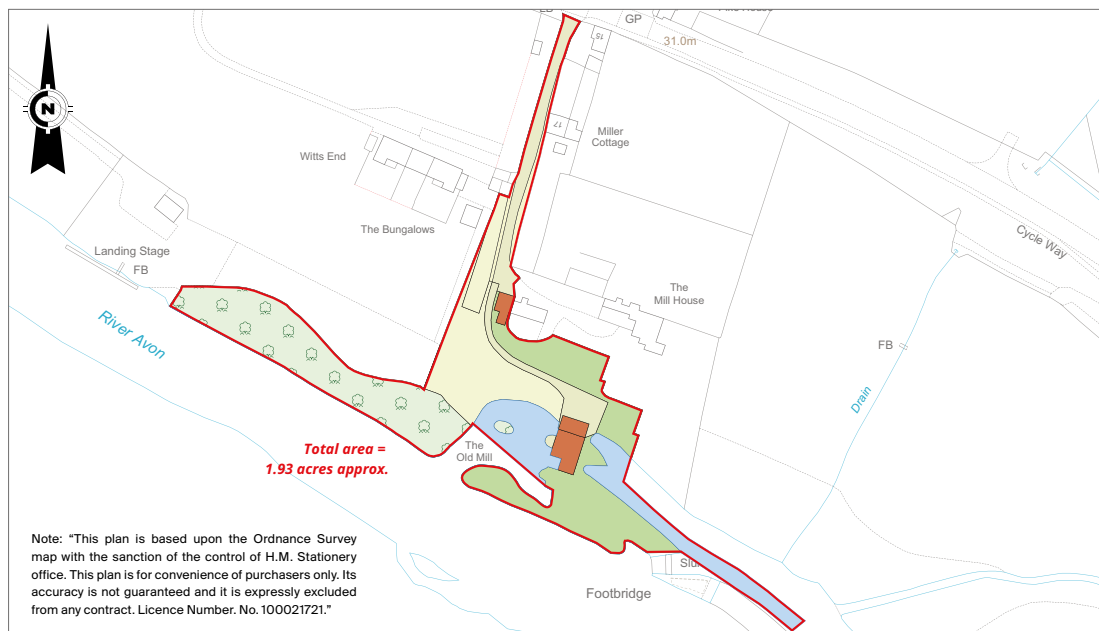 GP
31.0m
15
N
17
Miller
Cottage
Witts End
The Bungalows
Cycle Way
Landing Stage
FB
The
Mill House
River Avon
FB
Drain
Total area =
1.93 acres approx.
The
Old Mill
Note: “This plan is based upon the Ordnance Survey
map with the sanction of the control of H.M. Stationery
office. This plan is for convenience of purchasers only. Its
accuracy is not guaranteed and it is expressly excluded
from any contract. Licence Number. No. 100021721.”
Footbridge